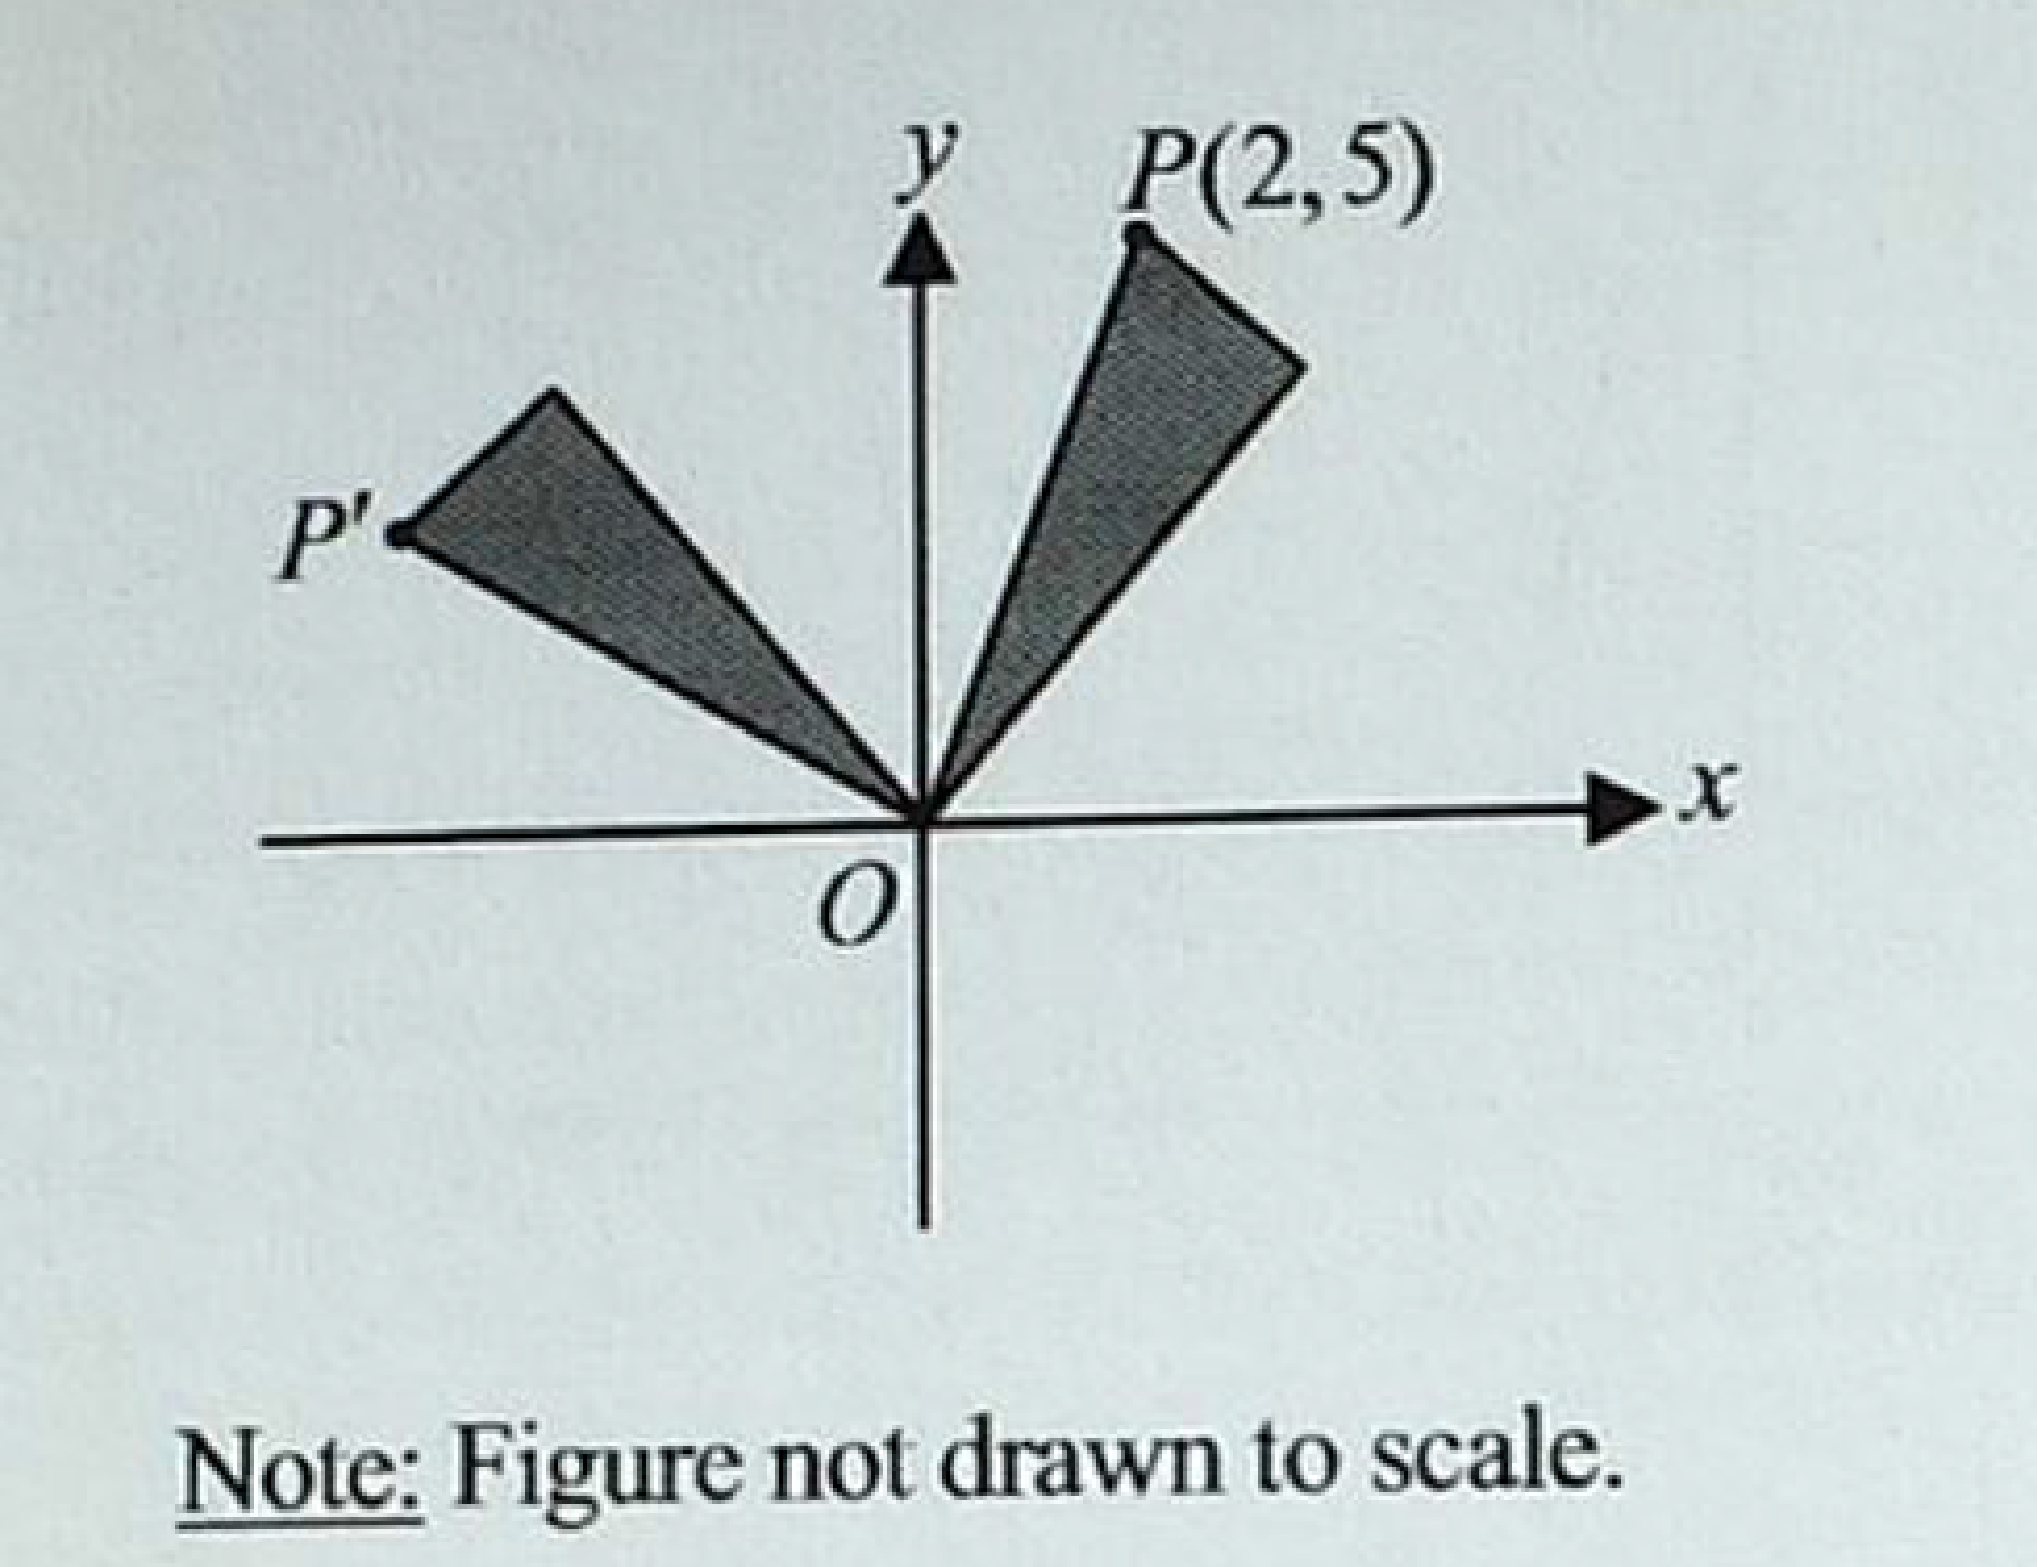 y
P(2,5)
P'
x
O
Note: Figure not drawn to scale.